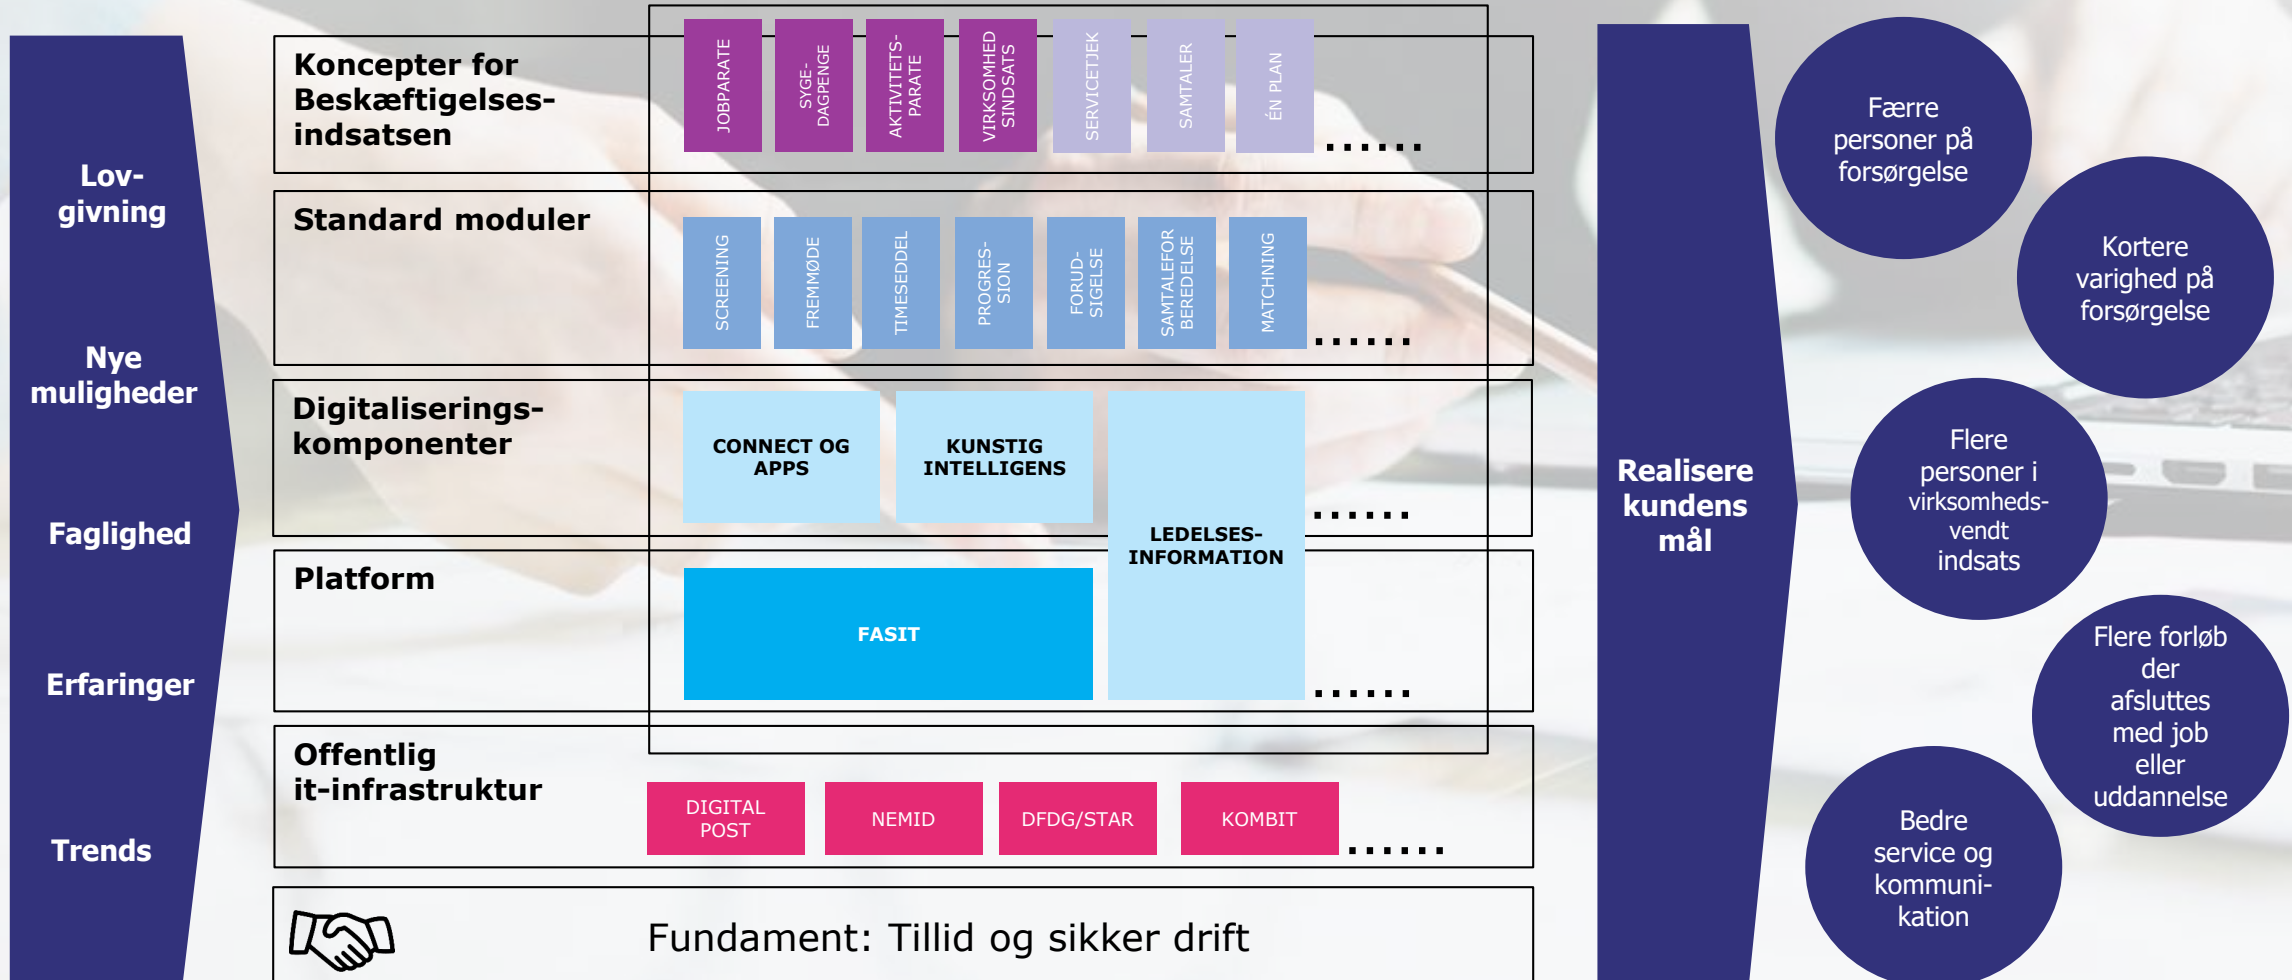 Lov-
givning
Nye
muligheder
Faglighed
Erfaringer
Trends
Koncepter for
Beskæftigelses-
indsatsen
JOBPARATE
SYGE-
DAGPENGE
AKTIVITETS-
PARATE
VIRKSOMHED
SINDSATS
SERVICETJEK
SAMTALER
ÉN PLAN
......
Standard moduler
SCREENING
FREMMØDE
TIMESEDDEL
PROGRES-
SION
FORUD-
SIGELSE
SAMTALEFOR
BEREDELSE
MATCHNING
......
Digitaliserings-
komponenter
CONNECT OG
APPS
KUNSTIG
INTELLIGENS
LEDELSES-
INFORMATION
......
Platform
FASIT
......
Offentlig
it-infrastruktur
DIGITAL
POST
NEMID
DFDG/STAR
KOMBIT
......
Fundament: Tillid og sikker drift
Realisere
kundens
mål
Færre
personer på
forsørgelse
Kortere
varighed på
forsørgelse
Flere
personer i
virksomheds-
vendt
indsats
Flere forløb
der
afsluttes
med job
eller
uddannelse
Bedre
service og
kommuni-
kation